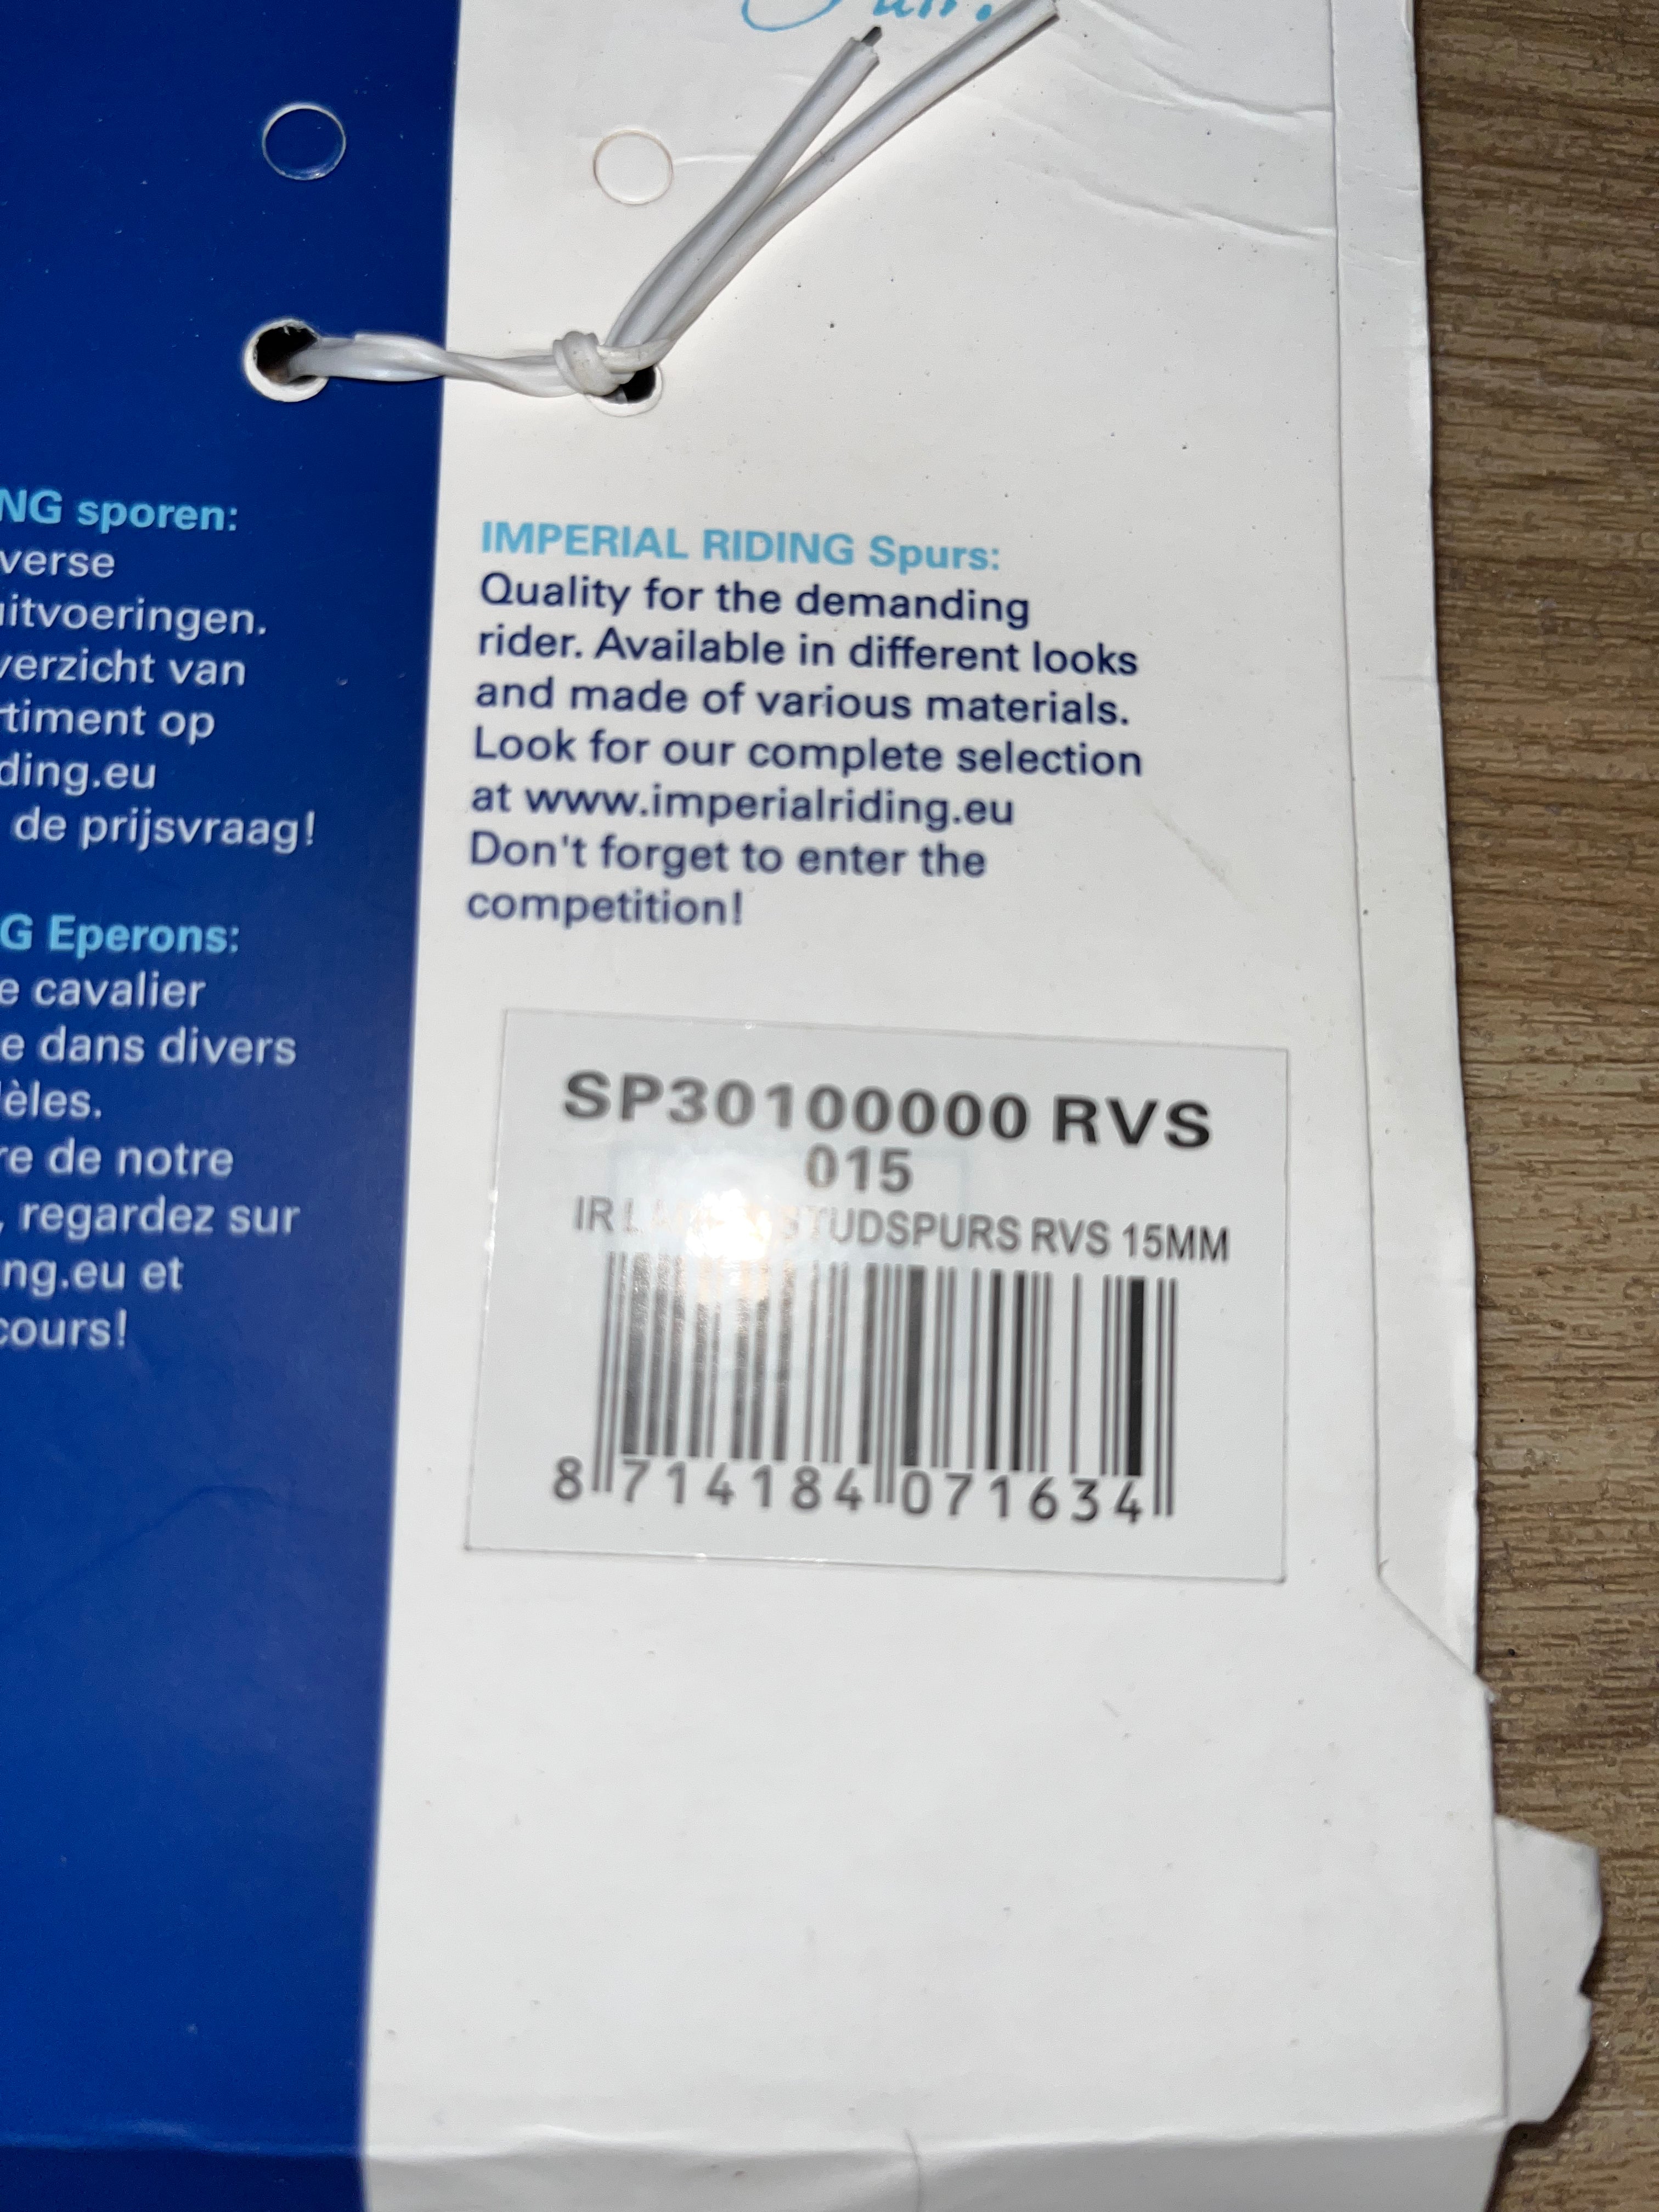 NG sporen:
verse
uitvoeringen.
verzicht van
timent op
ding.eu
de prijsvraag!
G Eperons:
e cavalier
e dans divers
èles.
re de notre
, regardez sur
ng.eu et
cours!
IMPERIAL RIDING Spurs:
Quality for the demanding
rider. Available in different looks
and made of various materials.
Look for our complete selection
at www.imperialriding.eu
Don't forget to enter the
competition!
SP30100000 RVS
015
IR STUDSPURS RVS 15MM
8 714184 071634